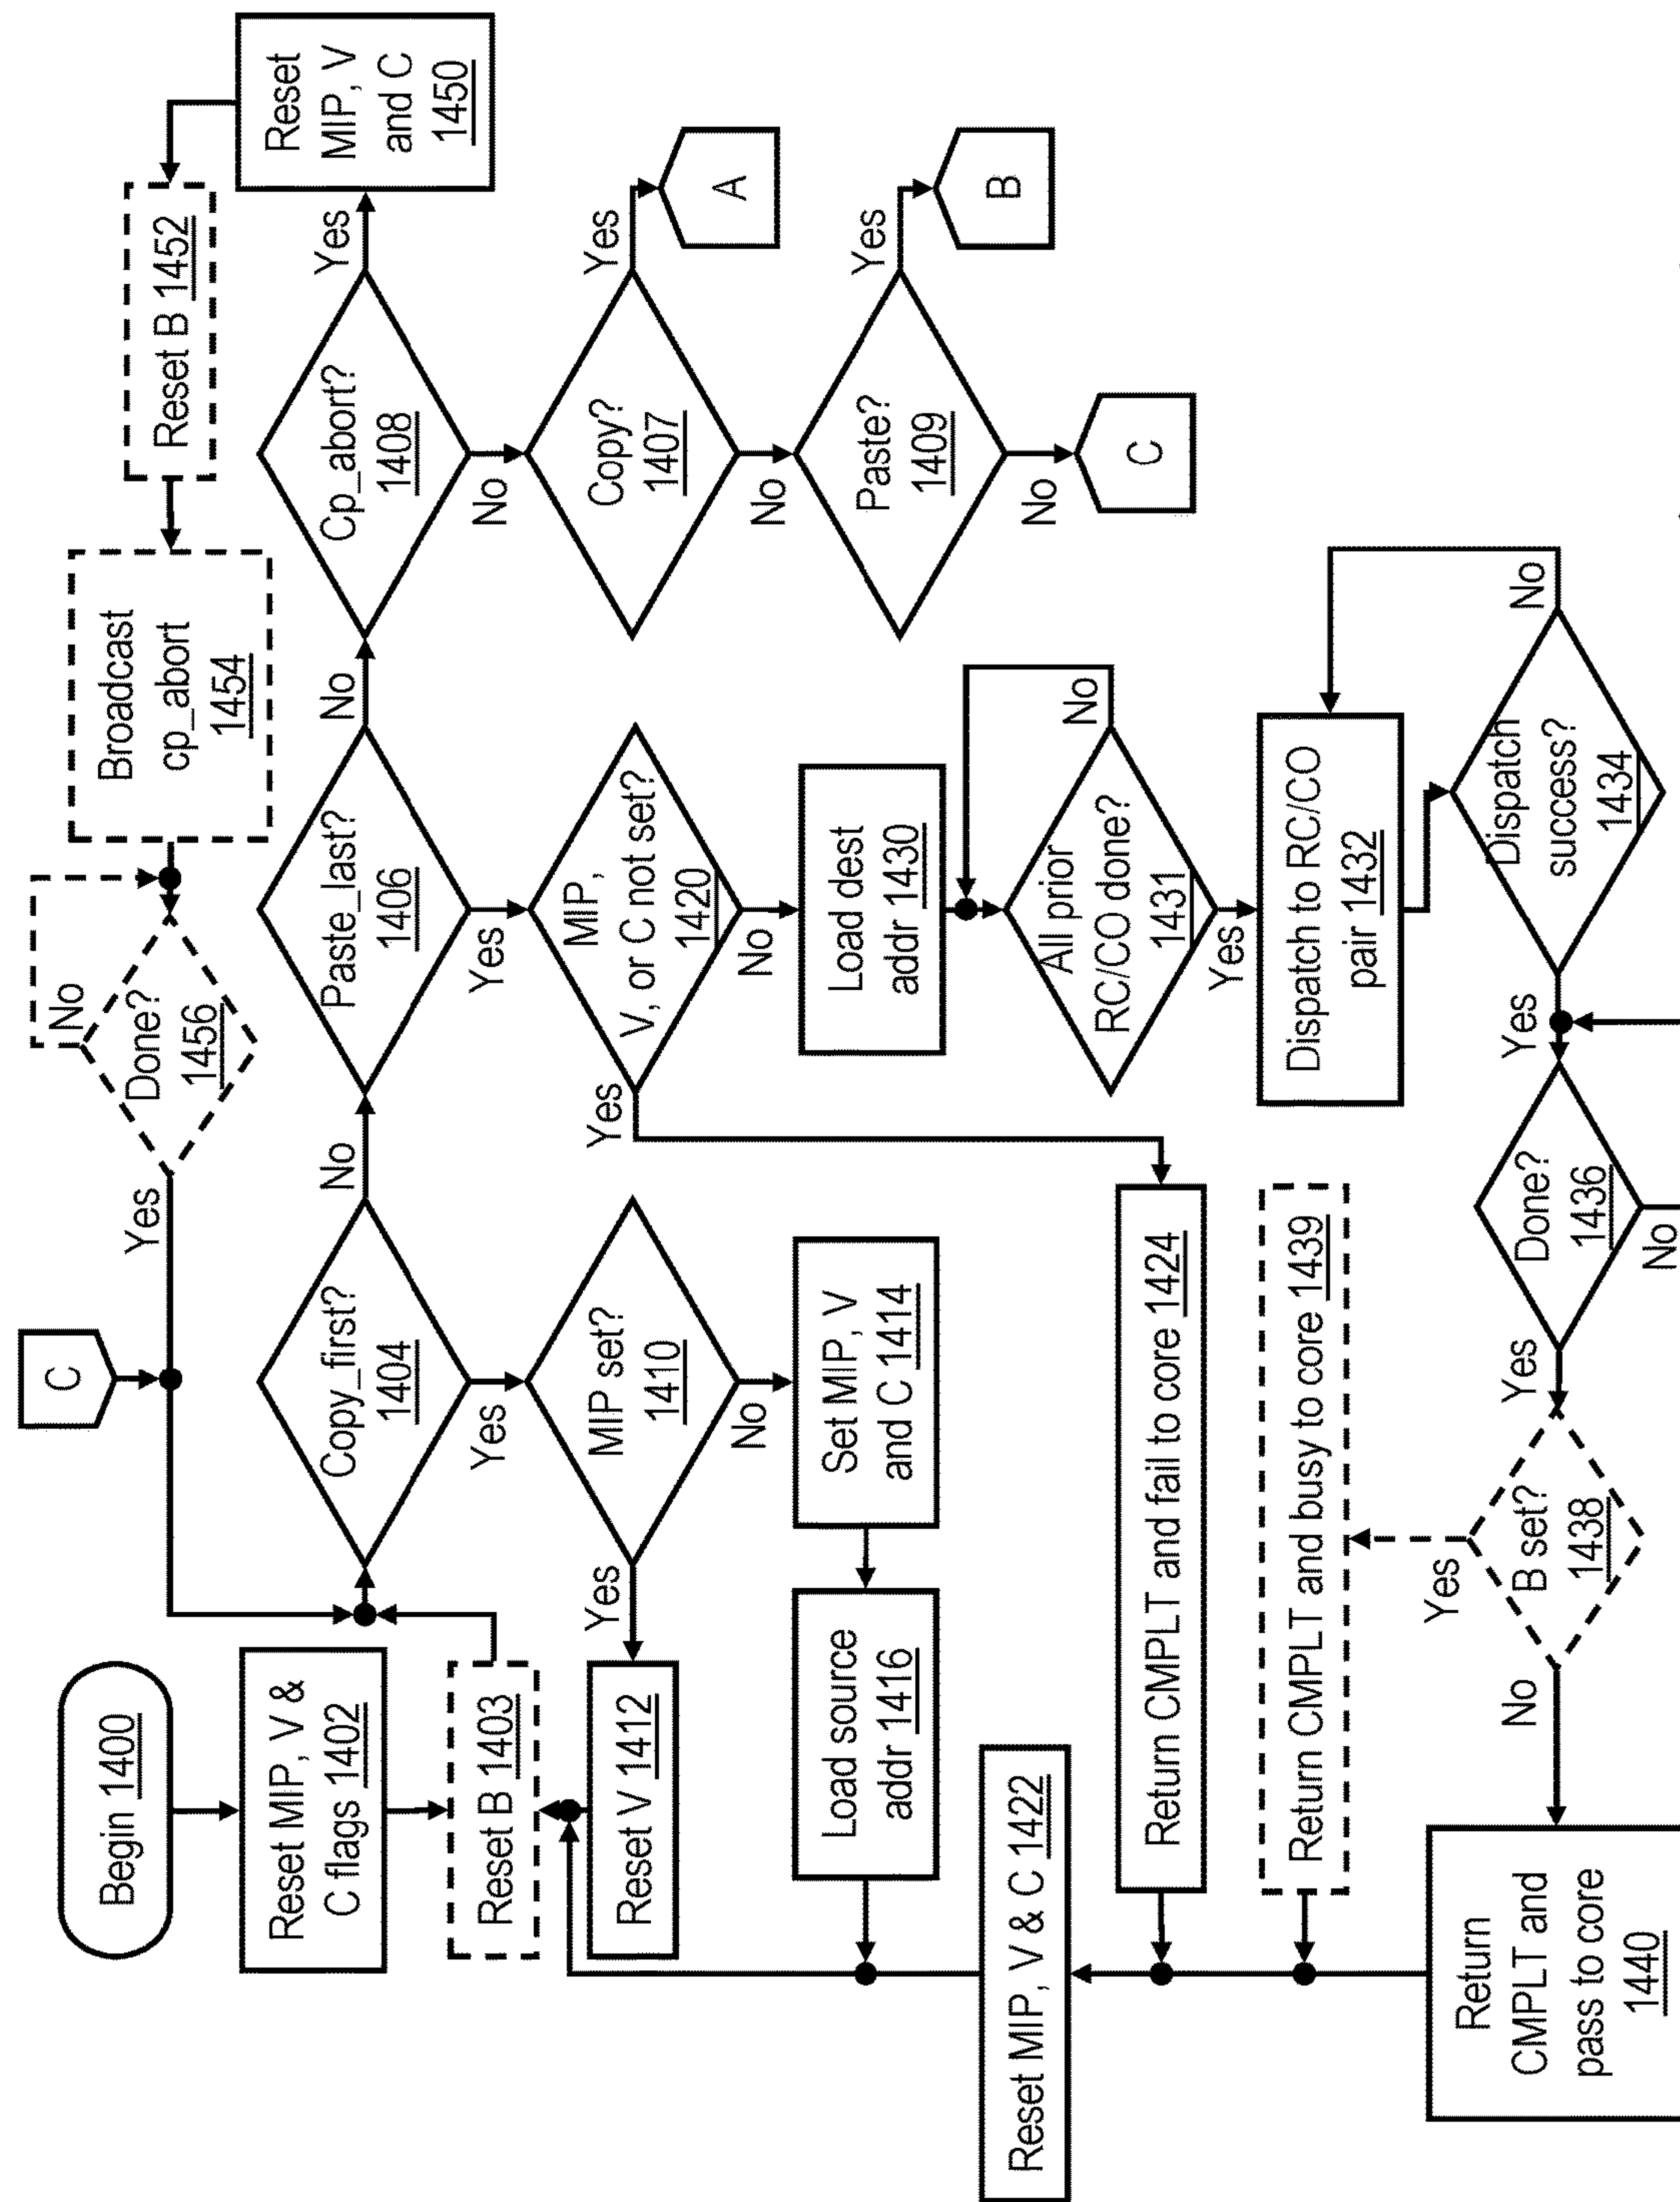 Begin 1400
Reset MIP, V &
C flags 1402
Reset B 1403
C
Copy_first?
1404
Yes
No
MIP set?
1410
Yes
No
Reset V 1412
Set MIP, V
and C 1414
Load source
addr 1416
Paste_last?
1406
Yes
No
MIP,
V, or C not set?
1420
Yes
No
Reset MIP, V & C 1422
Return CMPLT and fail to core 1424
Load dest
addr 1430
All prior
RC/CO done?
1431
No
Yes
Dispatch to RC/CO
pair 1432
Dispatch
success?
1434
No
Yes
Done?
1436
No
Yes
B set?
1438
Yes
No
Return CMPLT and busy to core 1439
Return
CMPLT and
pass to core
1440
Cp_abort?
1408
Yes
No
Reset
MIP, V
and C
1450
Reset B 1452
Broadcast
cp_abort
1454
Done?
1456
No
Yes
Copy?
1407
Yes
A
No
Paste?
1409
Yes
B
No
C